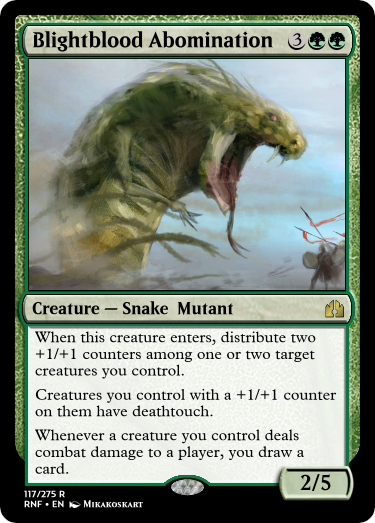 Blightblood Abomination 3
Creature — Snake Mutant
When this creature enters, distribute two
+1/+1 counters among one or two target
creatures you control.
Creatures you control with a +1/+1 counter
on them have deathtouch.
Whenever a creature you control deals
combat damage to a player, you draw a
card.
2/5
117/275 R
RNF • EN Mikakoskart